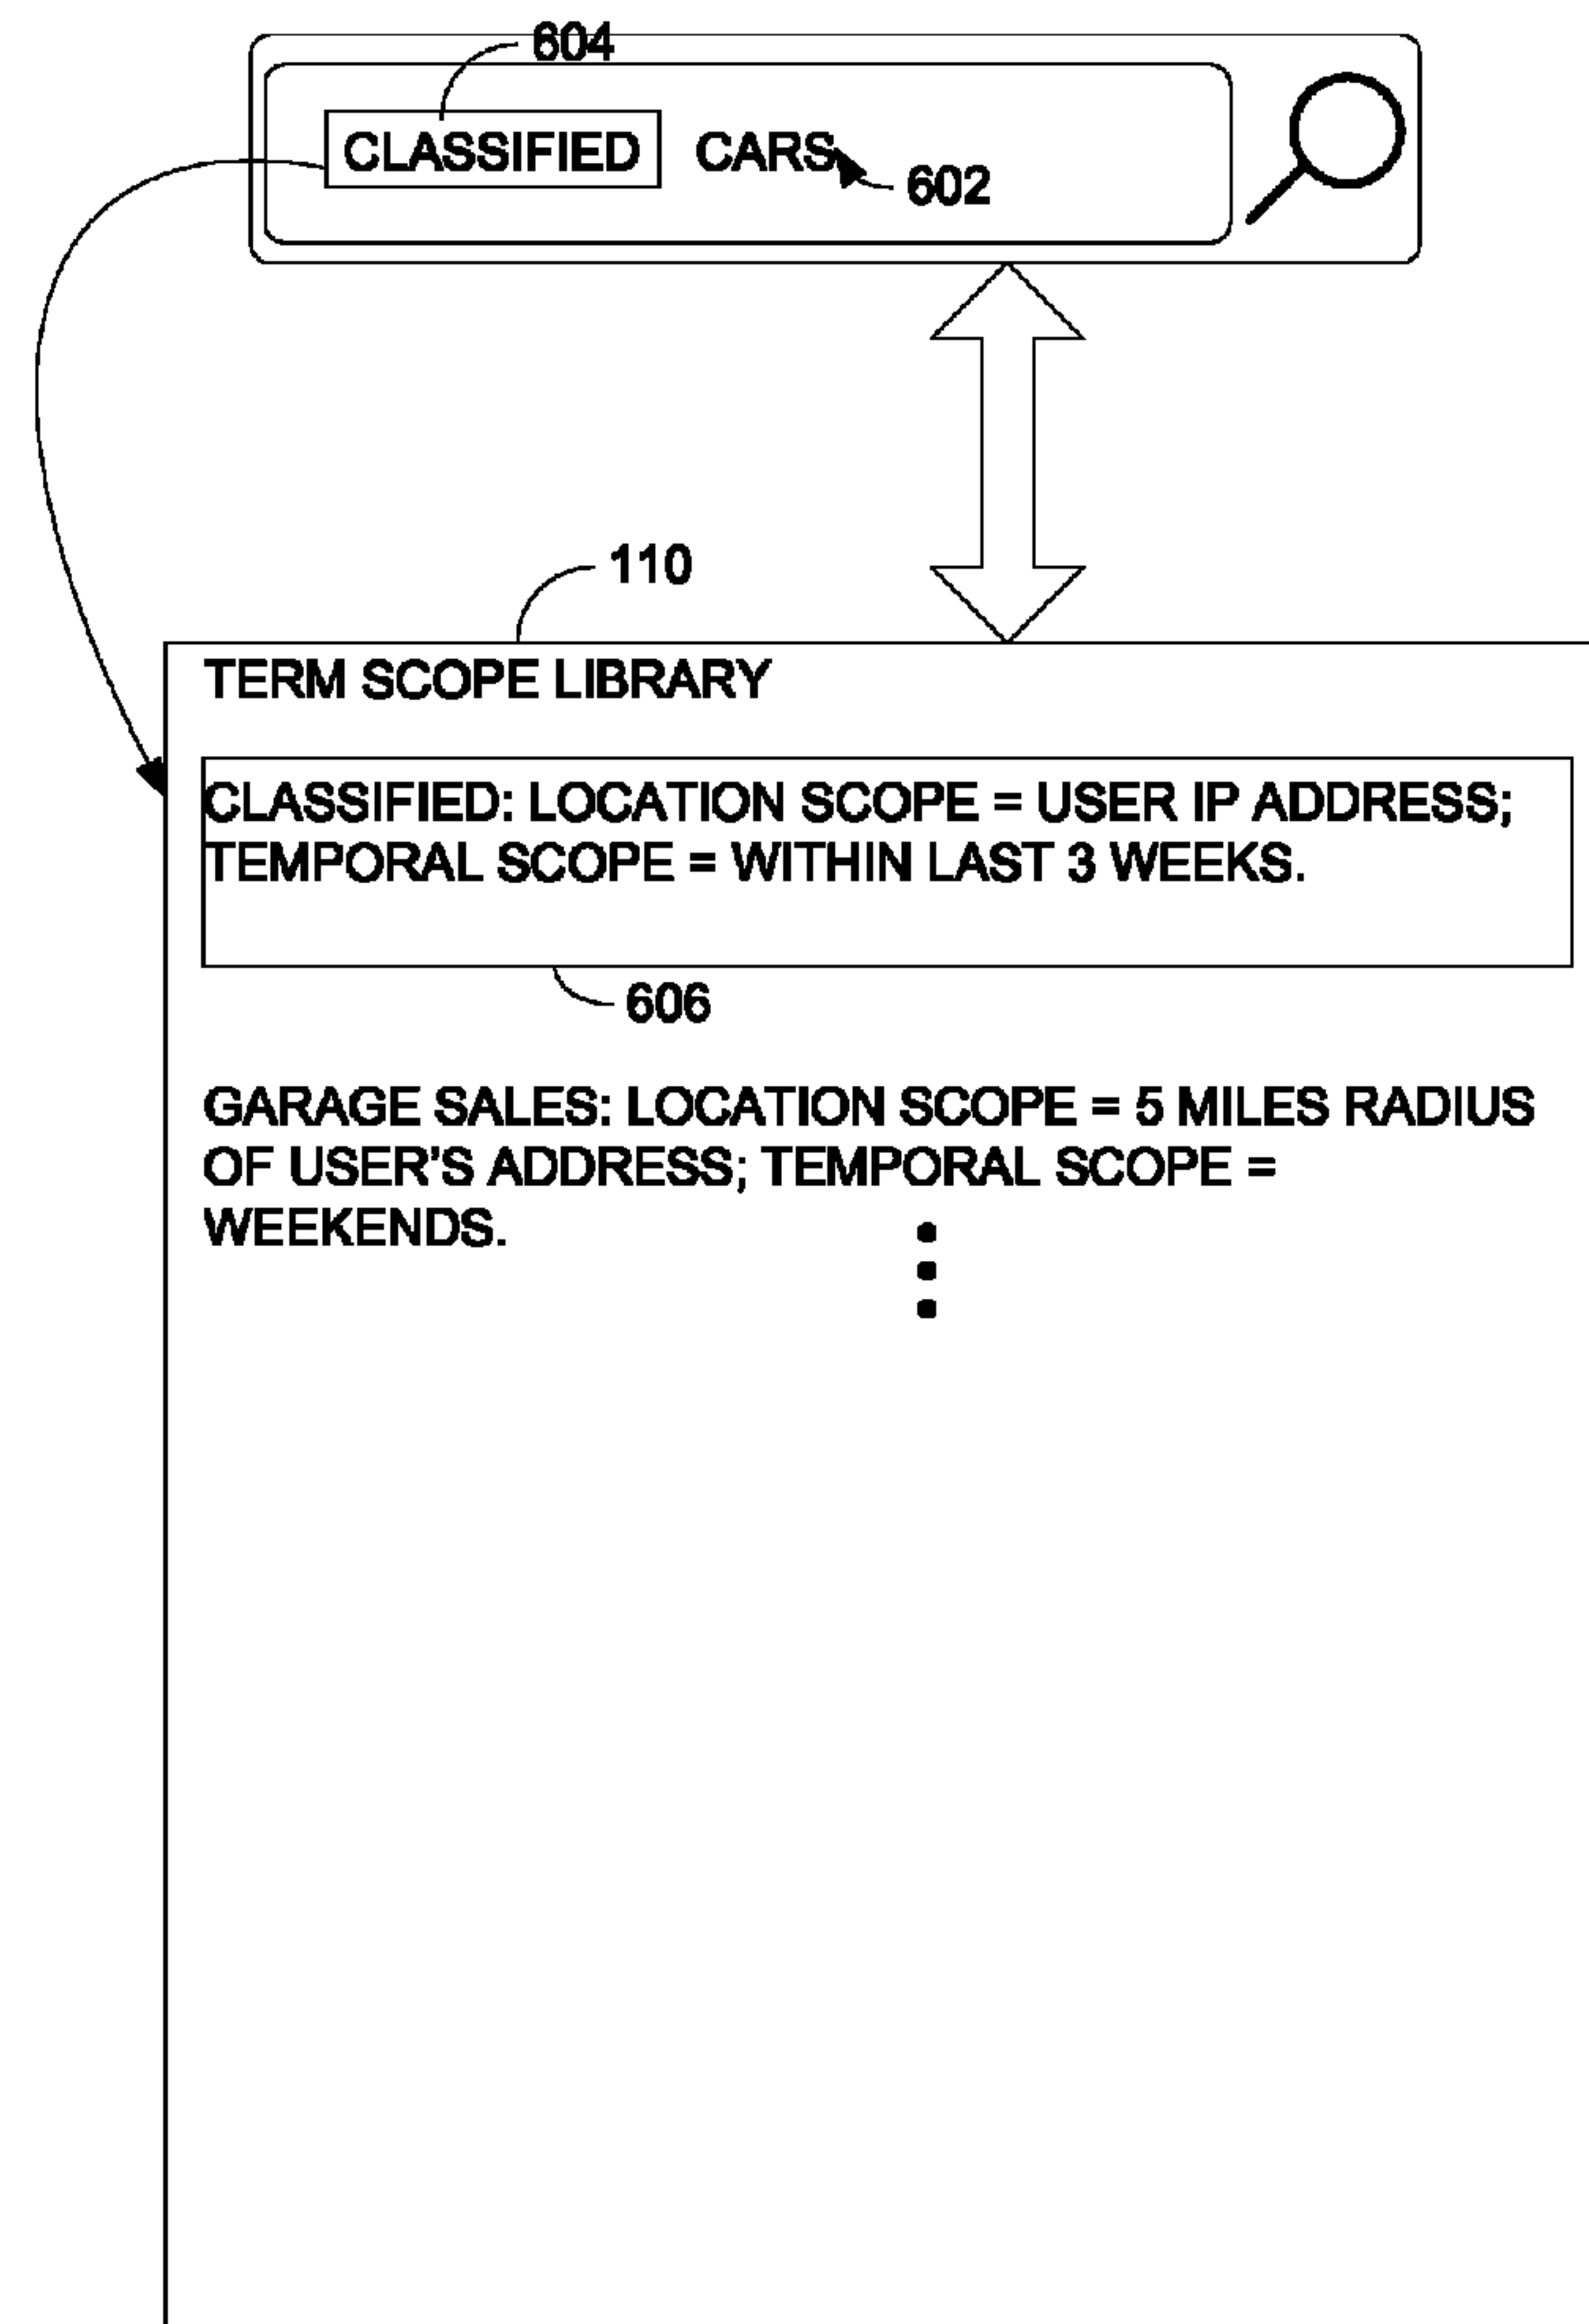 604
CLASSIFIED CARS
602
110
TERM SCOPE LIBRARY
CLASSIFIED: LOCATION SCOPE = USER IP ADDRESS;
TEMPORAL SCOPE = WITHIN LAST 3 WEEKS.
606
GARAGE SALES: LOCATION SCOPE = 5 MILES RADIUS
OF USER'S ADDRESS; TEMPORAL SCOPE =
WEEKENDS.